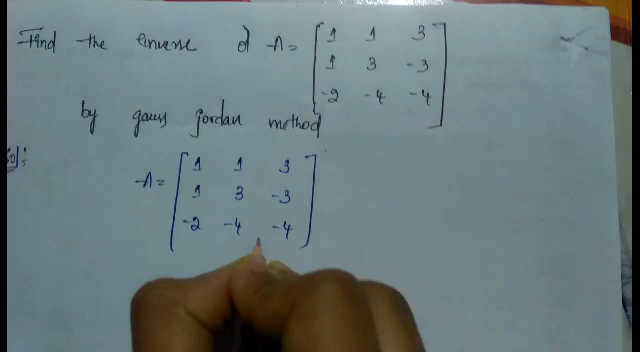 Find the inverse of A = [ 1 1 3
1 3 -3
-2 -4 -4 ]
by gauss jordan method
Sol:
A = [ 1 1 3
1 3 -3
-2 -4 -4 ]